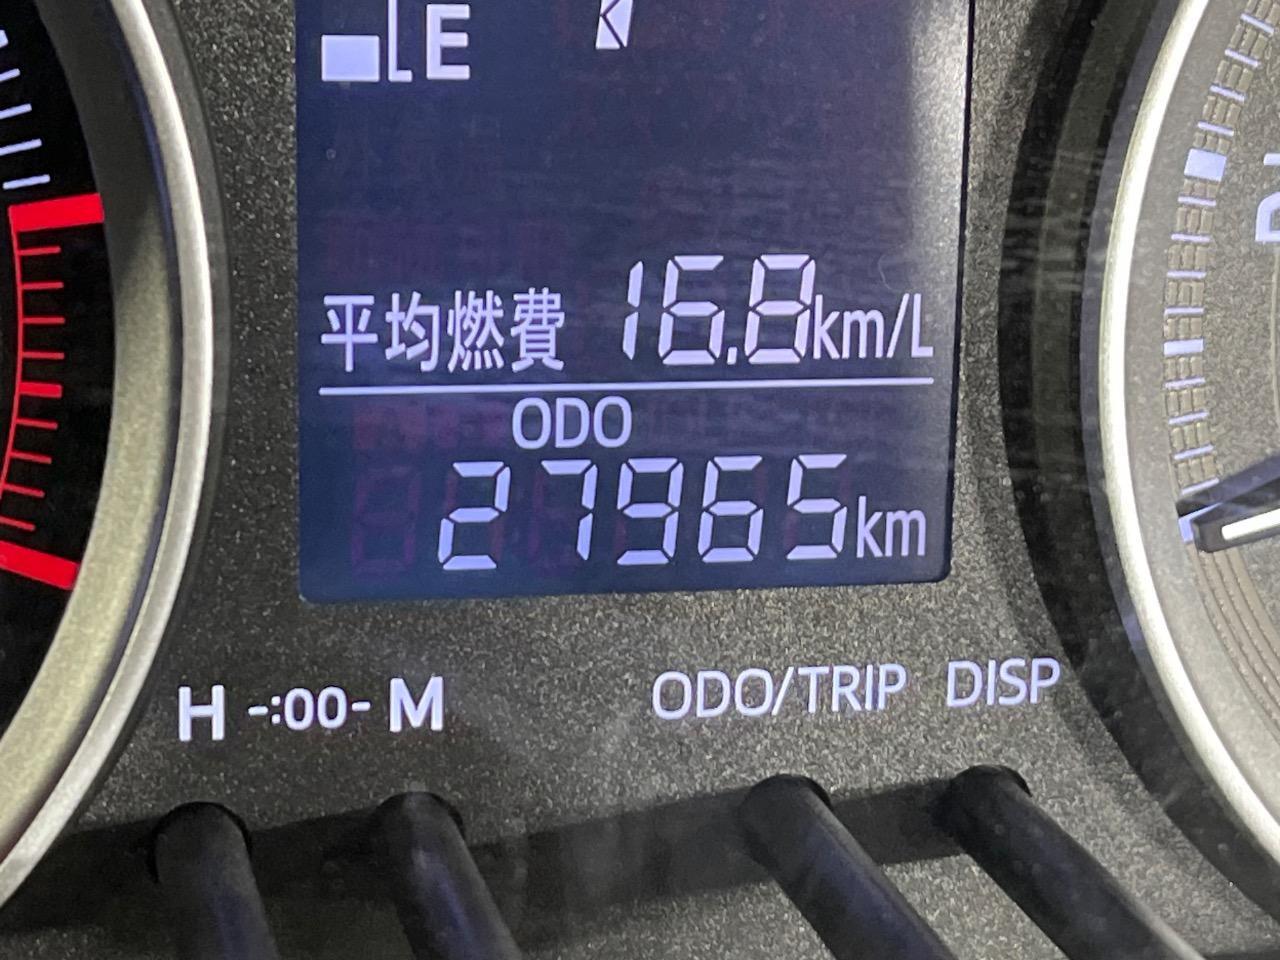 E
平均燃費 16.8km/L
ODO
27965km
H -:00- M ODO/TRIP DISP